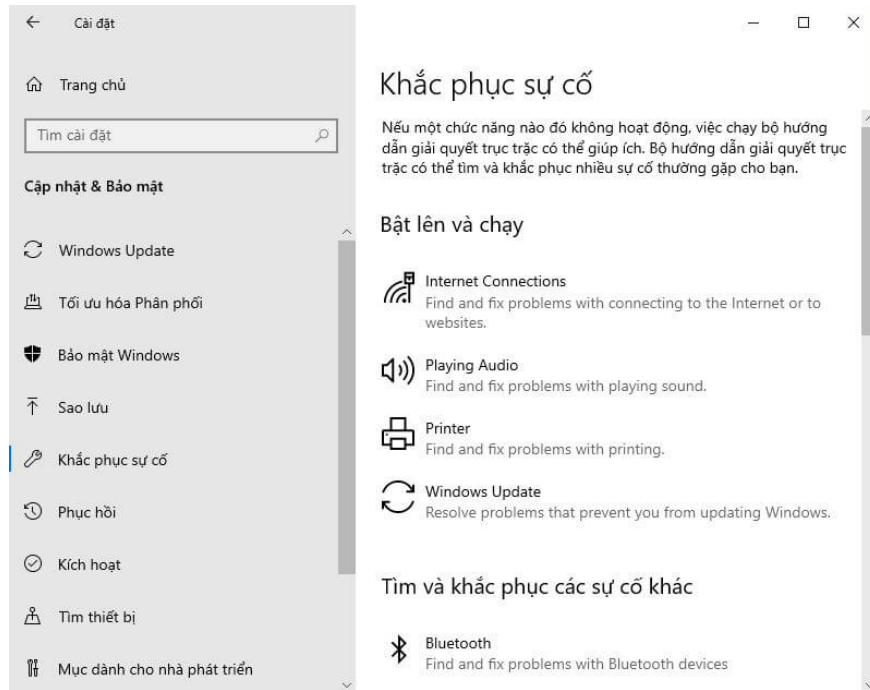 Cài đặt
Trang chủ
Tìm cài đặt
Cập nhật & Bảo mật
Windows Update
Tối ưu hóa Phân phối
Bảo mật Windows
Sao lưu
Khắc phục sự cố
Phục hồi
Kích hoạt
Tìm thiết bị
Mục dành cho nhà phát triển
Khắc phục sự cố
Nếu một chức năng nào đó không hoạt động, việc chạy bộ hướng
dẫn giải quyết trục trặc có thể giúp ích. Bộ hướng dẫn giải quyết trục
trặc có thể tìm và khắc phục nhiều sự cố thường gặp cho bạn.
Bật lên và chạy
Internet Connections
Find and fix problems with connecting to the Internet or to
websites.
Playing Audio
Find and fix problems with playing sound.
Printer
Find and fix problems with printing.
Windows Update
Resolve problems that prevent you from updating Windows.
Tìm và khắc phục các sự cố khác
Bluetooth
Find and fix problems with Bluetooth devices